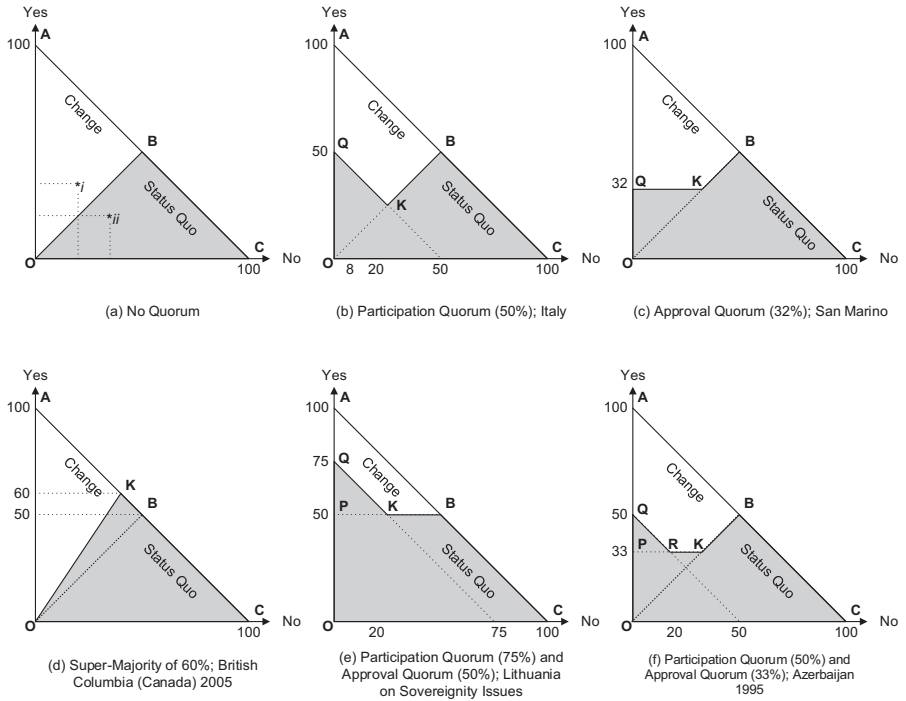 Yes
A
100
Change
B
*i
*ii
Status Quo
O
C
100
No
(a) No Quorum
Yes
A
100
Change
50
Q
B
K
Status Quo
O
8
20
50
C
100
No
(b) Participation Quorum (50%); Italy
Yes
A
100
Change
B
32
Q
K
Status Quo
O
C
100
No
(c) Approval Quorum (32%); San Marino
Yes
A
100
Change
K
60
50
B
Status Quo
O
C
100
No
(d) Super-Majority of 60%; British
Columbia (Canada) 2005
Yes
A
100
75
Q
Change
50
P
K
B
Status Quo
O
20
75
C
100
No
(e) Participation Quorum (75%) and
Approval Quorum (50%); Lithuania
on Sovereignity Issues
Yes
A
100
Change
50
Q
B
33
P
R
K
Status Quo
O
20
50
C
100
No
(f) Participation Quorum (50%) and
Approval Quorum (33%); Azerbaijan
1995